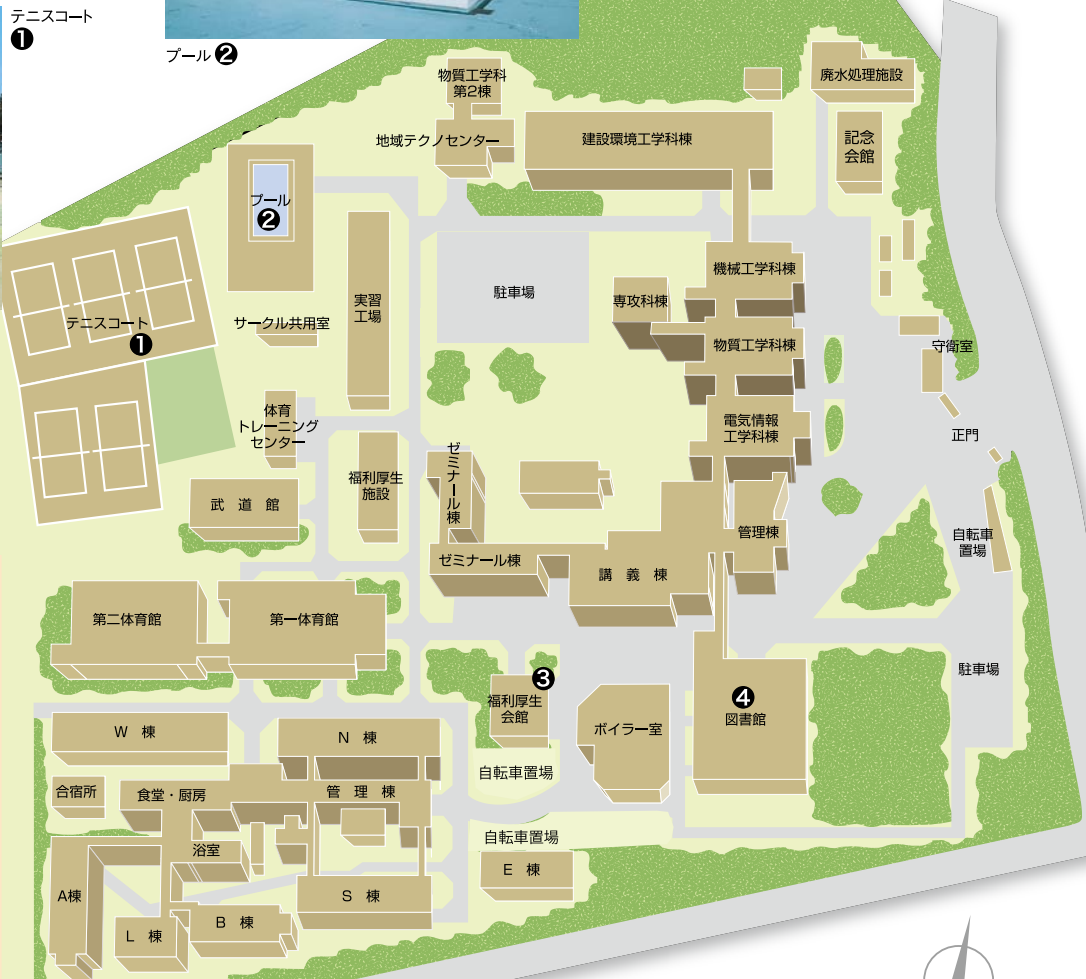 テニスコート
❶
プール❷
物質工学科
第2棟
地域テクノセンター
建設環境工学科棟
廃水処理施設
記念
会館
プール
❷
機械工学科棟
駐車場
専攻科棟
実習
工場
テニスコート
❶
サークル共用室
物質工学科棟
守衛室
体育
トレーニング
センター
電気情報
工学科棟
正門
福利厚生
施設
ゼミナール棟
武道館
管理棟
自転車
置場
ゼミナール棟
講義棟
第二体育館
第一体育館
駐車場
❸
福利厚生
会館
❹
図書館
ボイラー室
W 棟
N 棟
自転車置場
合宿所
食堂・厨房
管理棟
自転車置場
浴室
E 棟
A棟
S 棟
L 棟
B 棟